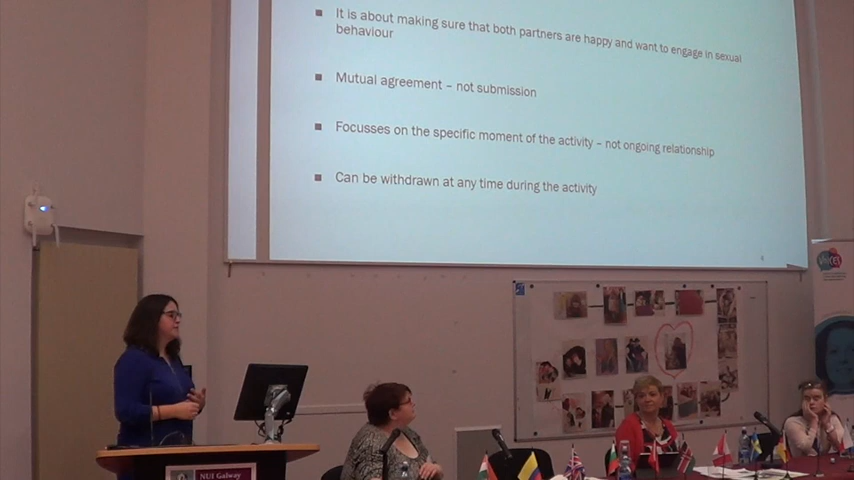 It is about making sure that both partners are happy and want to engage in sexual
behaviour
Mutual agreement – not submission
Focusses on the specific moment of the activity – not ongoing relationship
Can be withdrawn at any time during the activity
NUI Galway